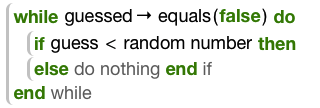 while guessed → equals(false) do
if guess < random number then
else do nothing end if
end while